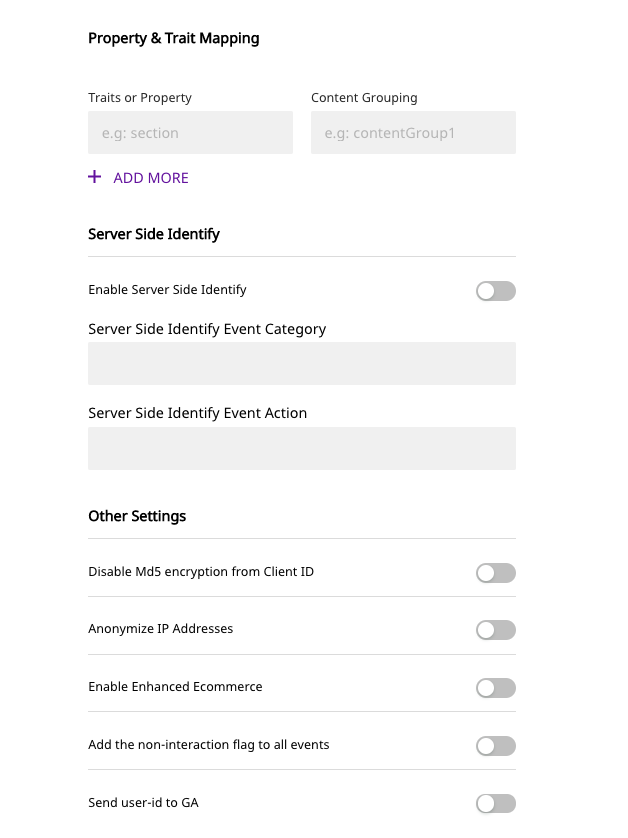 Property & Trait Mapping
Traits or Property
Content Grouping
e.g: section
e.g: contentGroup1
+ ADD MORE
Server Side Identify
Enable Server Side Identify
Server Side Identify Event Category
Server Side Identify Event Action
Other Settings
Disable Md5 encryption from Client ID
Anonymize IP Addresses
Enable Enhanced Ecommerce
Add the non-interaction flag to all events
Send user-id to GA